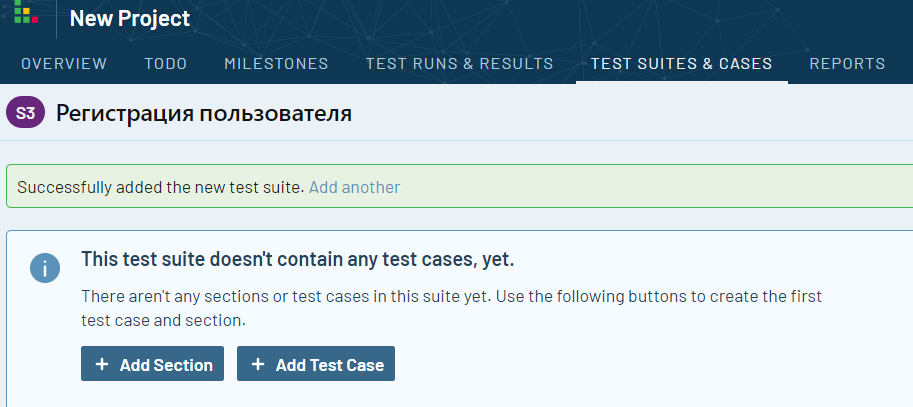 New Project
OVERVIEW TODO MILESTONES TEST RUNS & RESULTS TEST SUITES & CASES REPORTS
S3 Регистрация пользователя
Successfully added the new test suite. Add another
This test suite doesn't contain any test cases, yet.
There aren't any sections or test cases in this suite yet. Use the following buttons to create the first
test case and section.
+ Add Section + Add Test Case